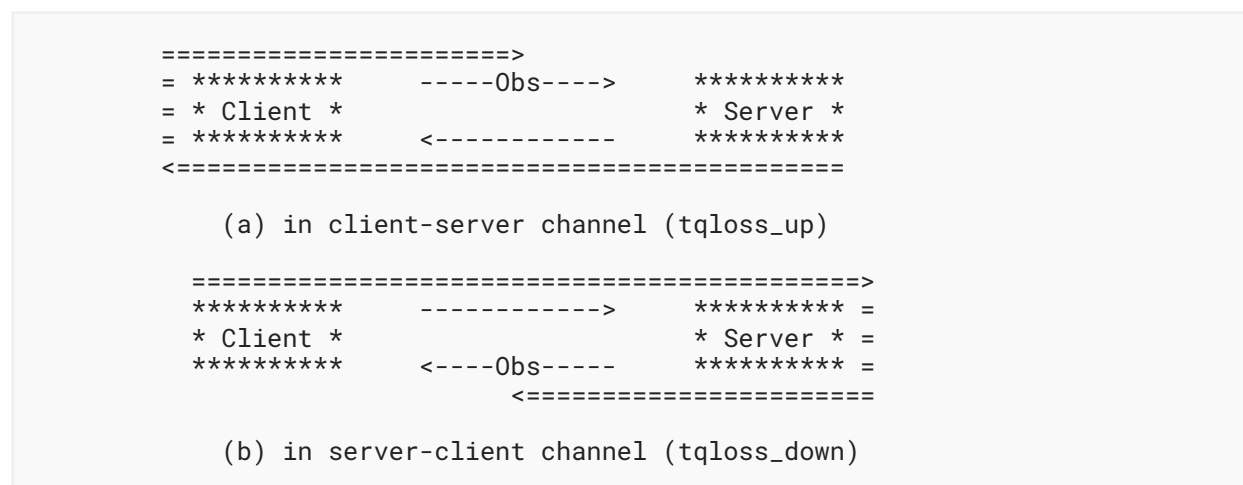 =======================>
= **********     -----Obs---->     **********
= * Client *                       * Server *
= **********     <------------     **********
<============================================

(a) in client-server channel (tqloss_up)

============================================>
**********     ------------>     ********** =
* Client *                       * Server * =
**********     <----Obs-----     ********** =
                     <=======================

(b) in server-client channel (tqloss_down)